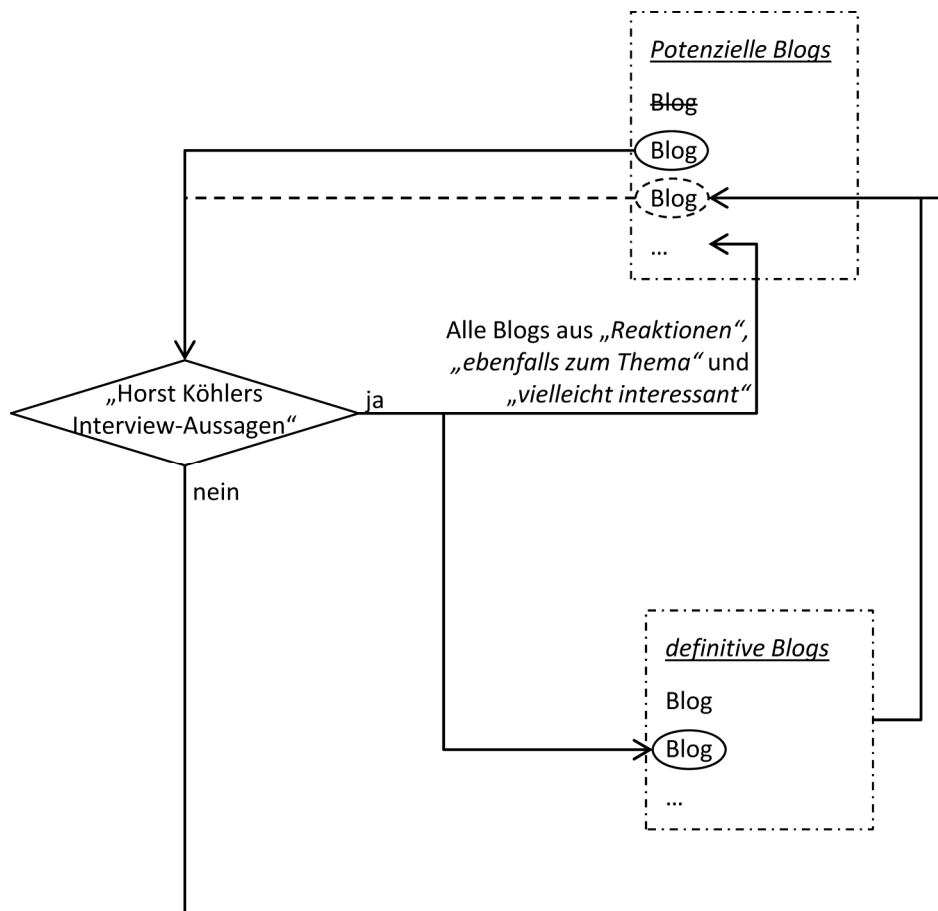 Potenzielle Blogs
Blog
Blog
Blog
...
Alle Blogs aus „Reaktionen“,
„ebenfalls zum Thema“ und
„vielleicht interessant“
„Horst Köhlers
Interview-Aussagen“
ja
nein
definitive Blogs
Blog
Blog
...